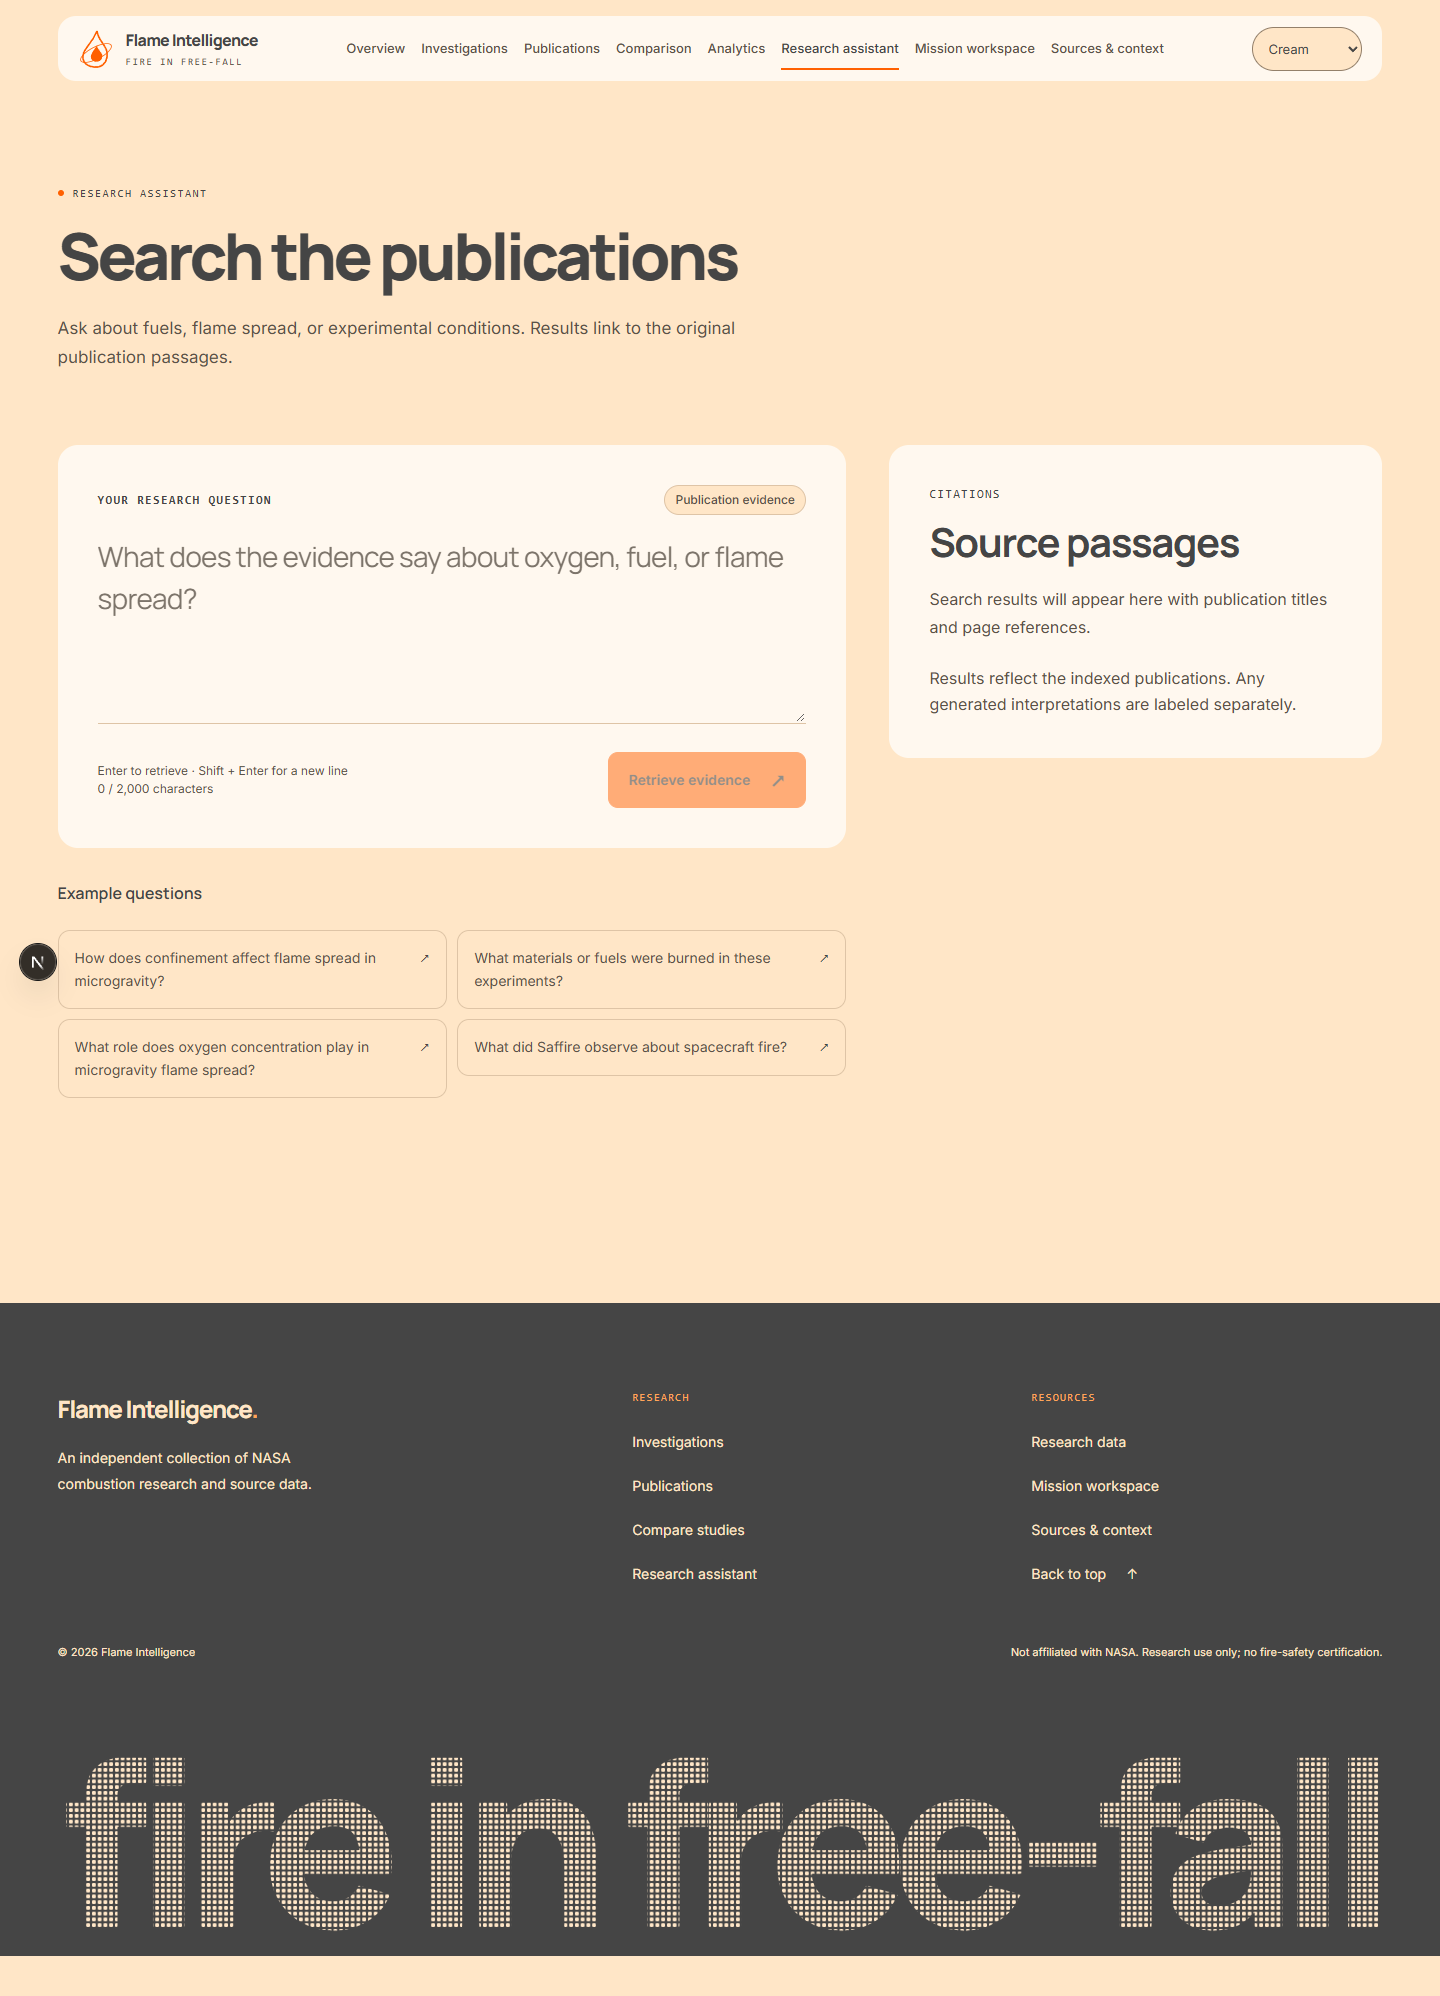 Flame Intelligence
FIRE IN FREE-FALL
Overview Investigations Publications Comparison Analytics Research assistant Mission workspace Sources & context
Cream
RESEARCH ASSISTANT
Search the publications
Ask about fuels, flame spread, or experimental conditions. Results link to the original
publication passages.
YOUR RESEARCH QUESTION
Publication evidence
What does the evidence say about oxygen, fuel, or flame
spread?
Enter to retrieve · Shift + Enter for a new line
0 / 2,000 characters
Retrieve evidence ↗
CITATIONS
Source passages
Search results will appear here with publication titles
and page references.
Results reflect the indexed publications. Any
generated interpretations are labeled separately.
Example questions
How does confinement affect flame spread in
microgravity? ↗
What materials or fuels were burned in these
experiments? ↗
What role does oxygen concentration play in
microgravity flame spread? ↗
What did Saffire observe about spacecraft fire? ↗
N
Flame Intelligence.
An independent collection of NASA
combustion research and source data.
RESEARCH
Investigations
Publications
Compare studies
Research assistant
RESOURCES
Research data
Mission workspace
Sources & context
Back to top ↑
© 2026 Flame Intelligence
Not affiliated with NASA. Research use only; no fire-safety certification.
fire in free-fall